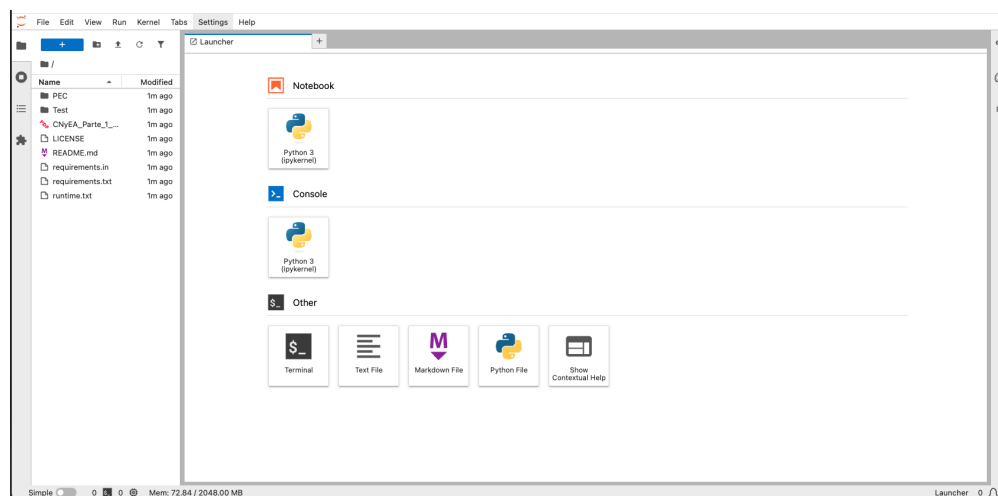 File Edit View Run Kernel Tabs Settings Help
+
Launcher +
/
Name Modified
PEC 1m ago
Test 1m ago
CNyEA_Parte_1_... 1m ago
LICENSE 1m ago
README.md 1m ago
requirements.in 1m ago
requirements.txt 1m ago
runtime.txt 1m ago
Notebook
Python 3
(ipykernel)
Console
Python 3
(ipykernel)
$_ Other
$_
Terminal
Text File
M
Markdown File
Python File
Show
Contextual Help
Simple 0 $_ 0 Mem: 72.84 / 2048.00 MB Launcher 0